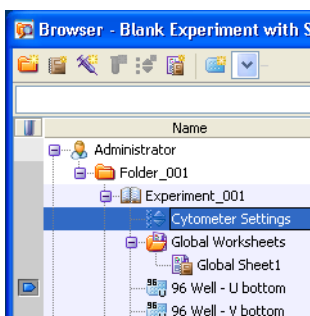 Browser - Blank Experiment with S
Name
Administrator
Folder_001
Experiment_001
Cytometer Settings
Global Worksheets
Global Sheet1
96 Well - U bottom
96 Well - V bottom